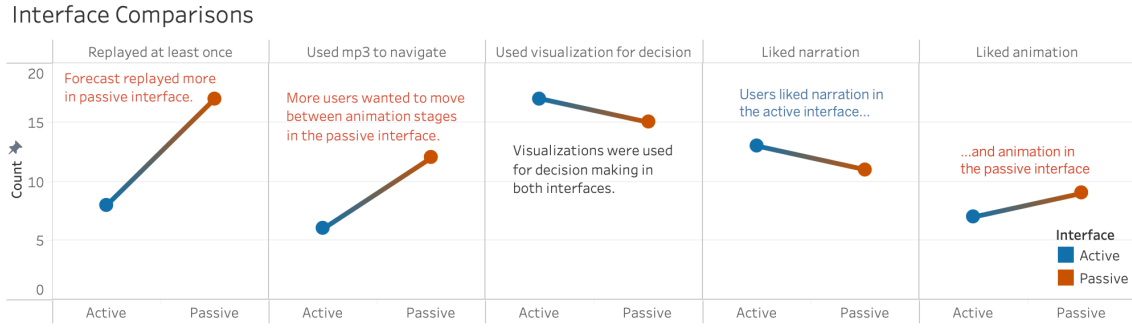 Interface Comparisons
Replayed at least once
Used mp3 to navigate
Used visualization for decision
Liked narration
Liked animation
Count
20
15
10
5
0
Forecast replayed more
in passive interface.
More users wanted to move
between animation stages
in the passive interface.
Visualizations were used
for decision making in
both interfaces.
Users liked narration in
the active interface...
...and animation in
the passive interface
Interface
Active
Passive
Active
Passive
Active
Passive
Active
Passive
Active
Passive
Active
Passive